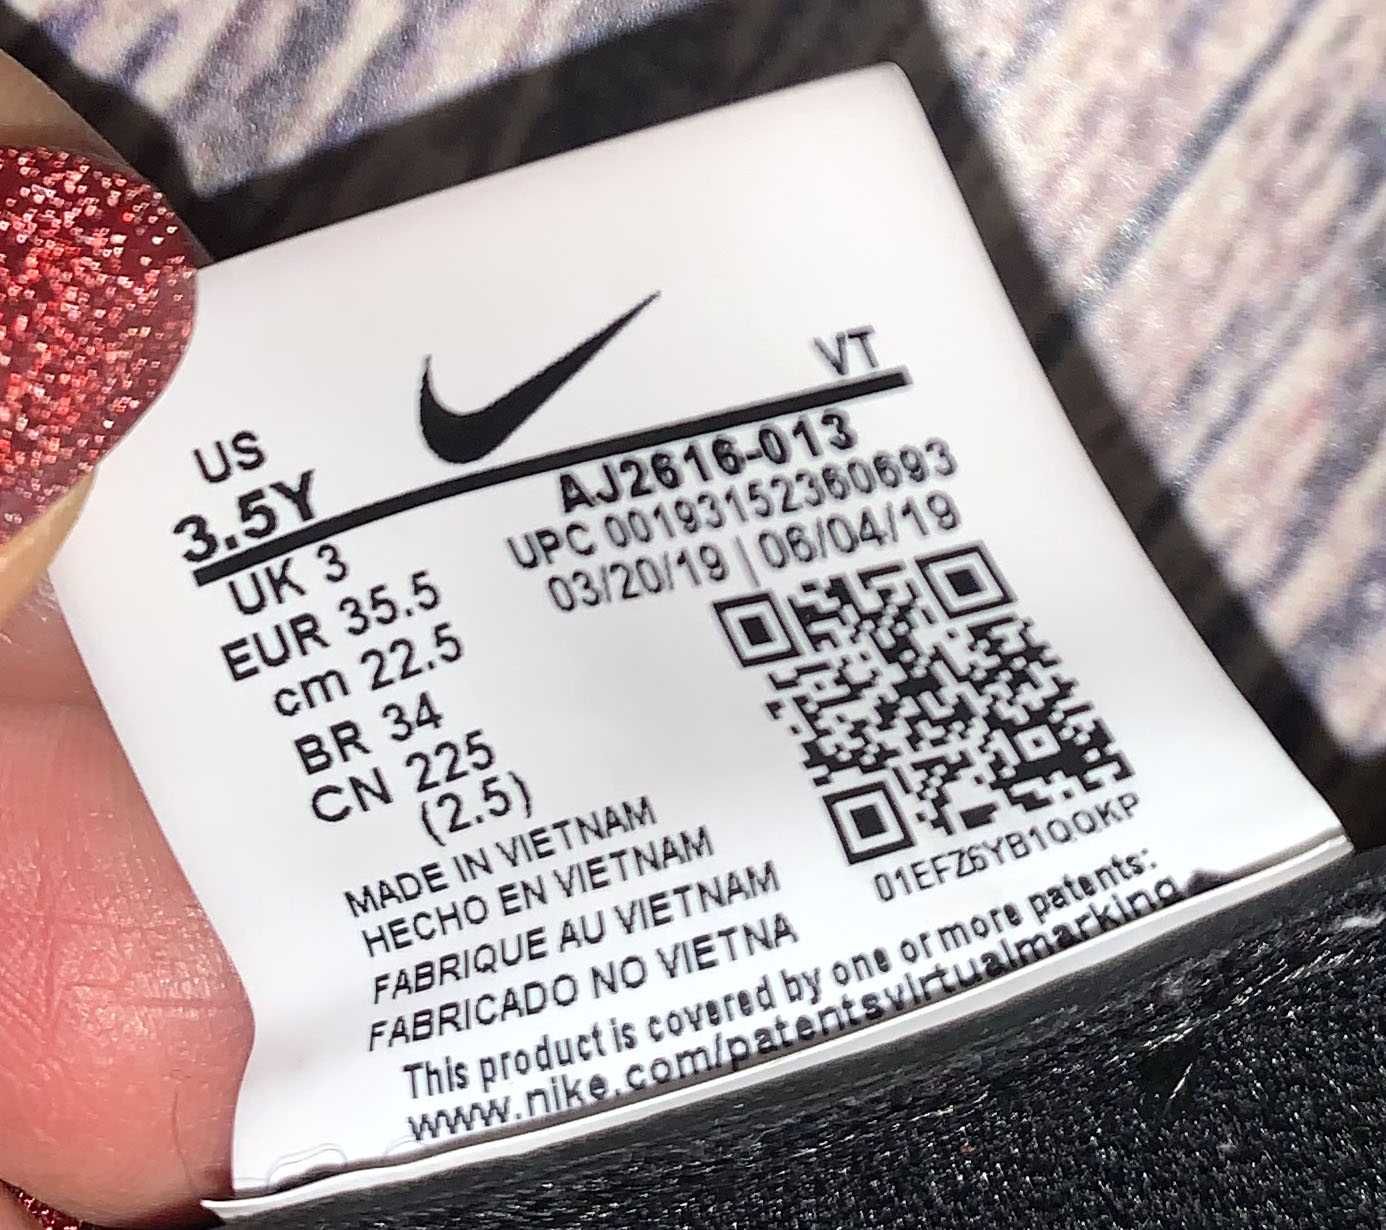 US
3.5Y
VT
UK 3
EUR 35.5
cm 22.5
BR 34
CN 225
(2.5)
AJ2616-013
UPC 00193152360693
03/20/19 | 06/04/19
01EFZ6YB1QQKP
MADE IN VIETNAM
HECHO EN VIETNAM
FABRIQUE AU VIETNAM
FABRICADO NO VIETNA
This product is covered by one or more patents:
www.nike.com/patentsvirtualmarking